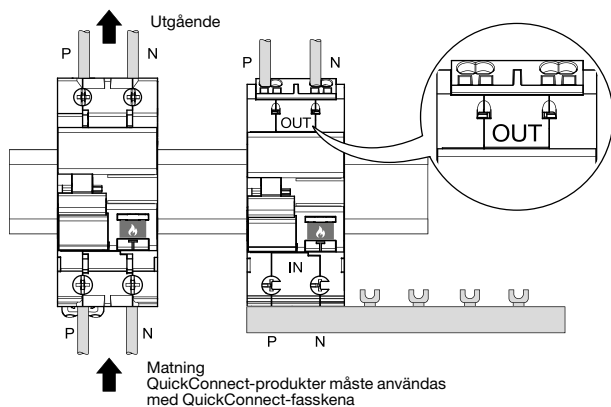 Utgående
P N
P N
OUT
OUT
IN
P N
P N
Matning
QuickConnect-produkter måste användas
med QuickConnect-fasskena